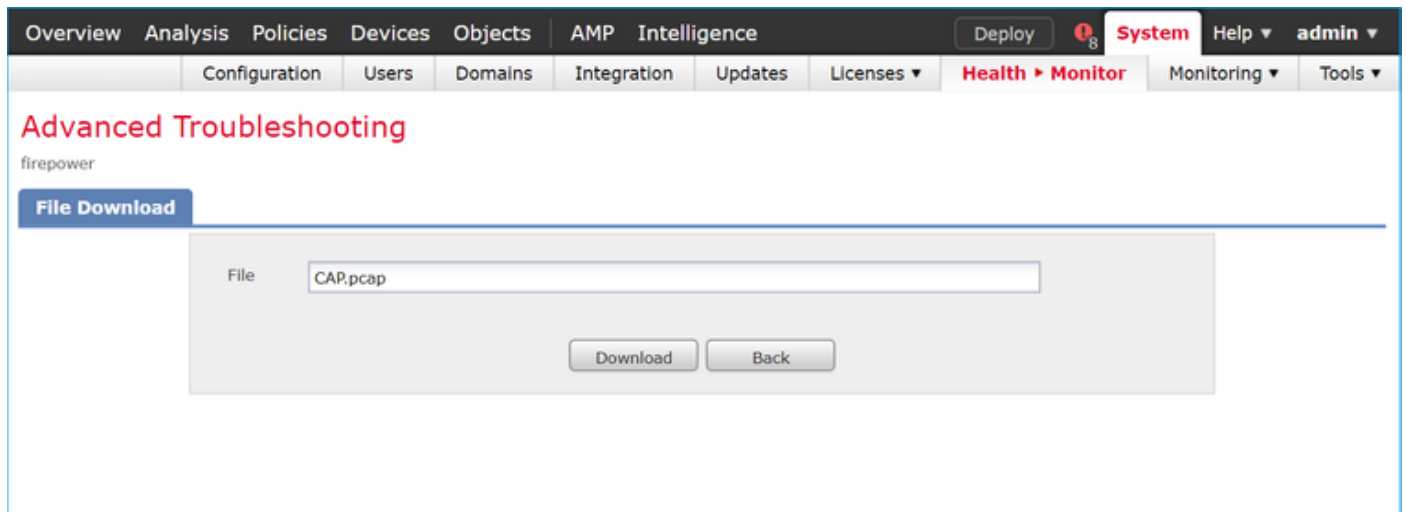 Overview Analysis Policies Devices Objects AMP Intelligence Deploy 8 System Help ▾ admin ▾
Configuration Users Domains Integration Updates Licenses ▾ Health ▸ Monitor Monitoring ▾ Tools ▾
Advanced Troubleshooting
firepower
File Download
File CAP.pcap
Download Back